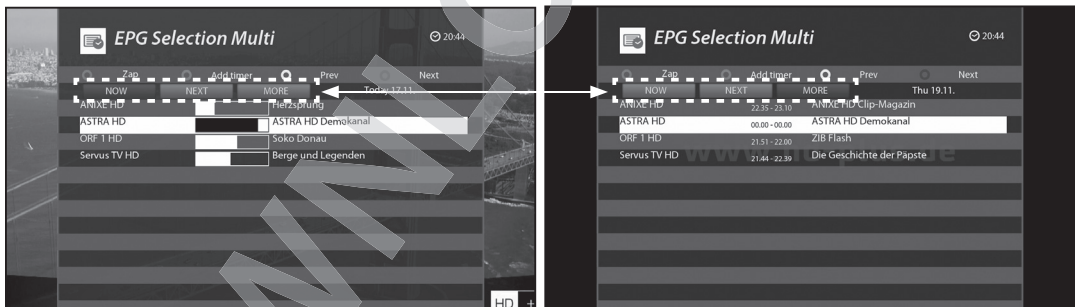 EPG Selection Multi
20:44
Zap Add timer Prev Next
NOW NEXT MORE Today 17.11.
ANIXE HD Herzsprung
ASTRA HD ASTRA HD Demokanal
ORF 1 HD Soko Donau
Servus TV HD Berge und Legenden
HD +
EPG Selection Multi
20:44
Zap Add timer Prev Next
NOW NEXT MORE Thu 19.11.
ANIXE HD 22.35 - 23.10 ANIXE HD Clip-Magazin
ASTRA HD 00.00 - 00.00 ASTRA HD Demokanal
ORF 1 HD 21.51 - 22.00 ZIB Flash
Servus TV HD 21.44 - 22.39 Die Geschichte der Päpste